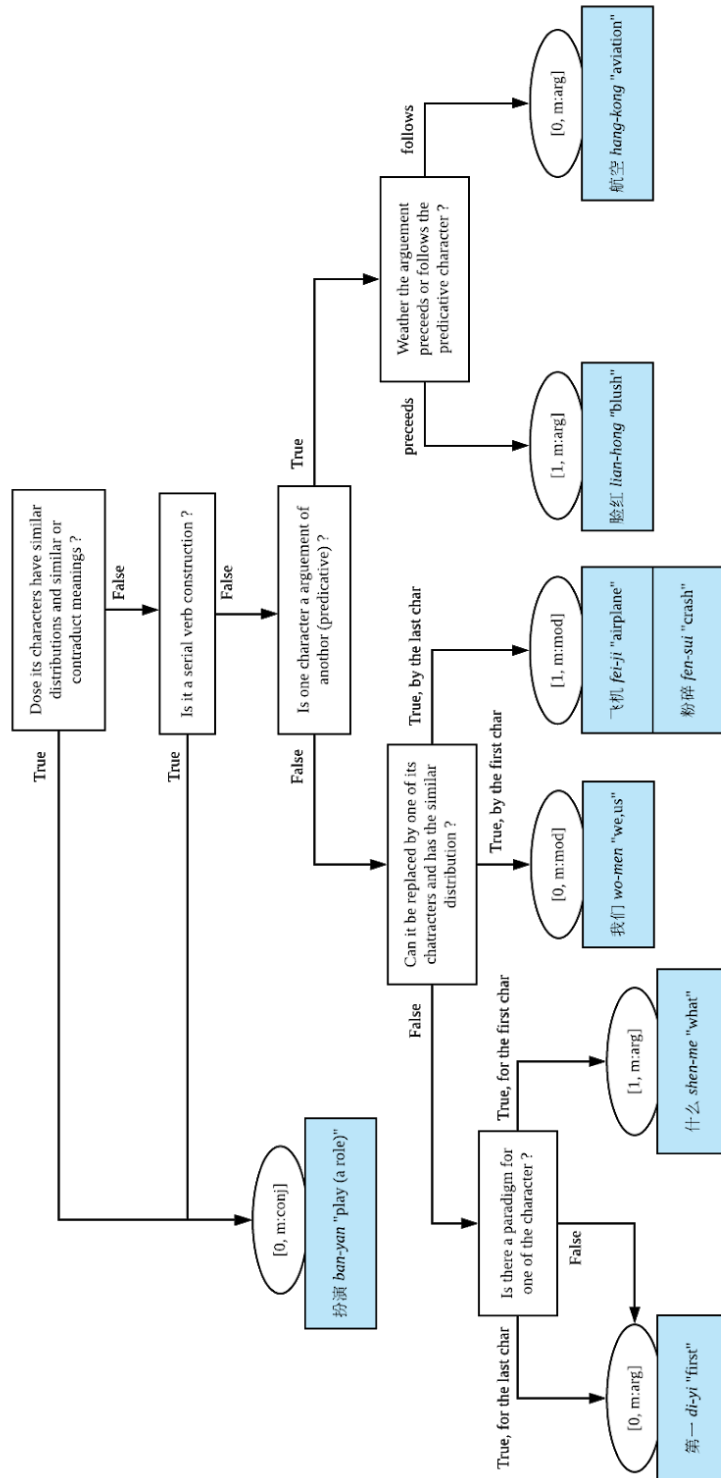 Dose its characters have similar
distributions and similar or
contraduct meanings ?
True
False
Is it a serial verb construction ?
True
False
Is one character a arguement of
anothor (predicative) ?
False
True
Weather the arguement
preceeds or follows the
predicative character ?
preceeds
follows
[1, m:arg]
脸红 lian-hong "blush"
[0, m:arg]
航空 hang-kong "aviation"
Can it be replaced by one of its
chatracters and has the similar
distribution ?
False
True, by the first char
True, by the last char
[0, m:mod]
我们 wo-men "we,us"
[1, m:mod]
飞机 fei-ji "airplane"
粉碎 fen-sui "crash"
[0, m:conj]
扮演 ban-yan "play (a role)"
Is there a paradigm for
one of the character ?
True, for the last char
False
True, for the first char
[0, m:arg]
第一 di-yi "first"
[1, m:arg]
什么 shen-me "what"